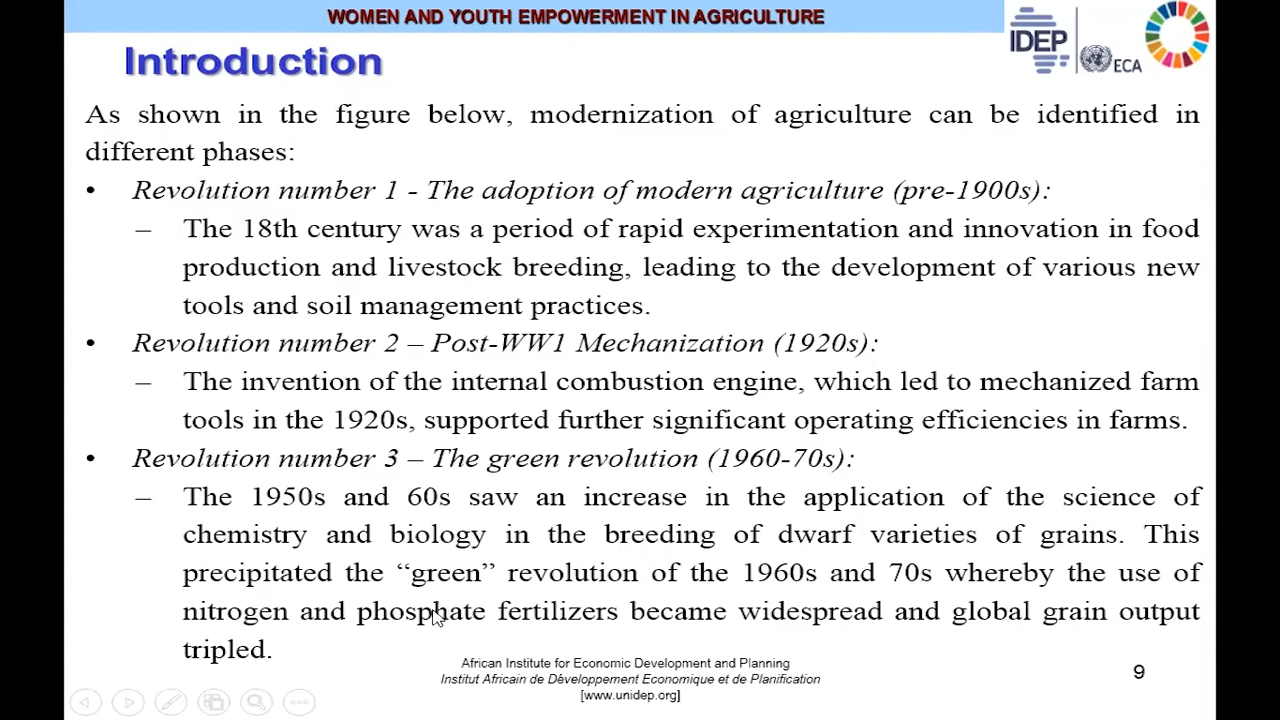 WOMEN AND YOUTH EMPOWERMENT IN AGRICULTURE
IDEP
ECA
Introduction
As shown in the figure below, modernization of agriculture can be identified in
different phases:
• Revolution number 1 - The adoption of modern agriculture (pre-1900s):
– The 18th century was a period of rapid experimentation and innovation in food
production and livestock breeding, leading to the development of various new
tools and soil management practices.
• Revolution number 2 – Post-WW1 Mechanization (1920s):
– The invention of the internal combustion engine, which led to mechanized farm
tools in the 1920s, supported further significant operating efficiencies in farms.
• Revolution number 3 – The green revolution (1960-70s):
– The 1950s and 60s saw an increase in the application of the science of
chemistry and biology in the breeding of dwarf varieties of grains. This
precipitated the “green” revolution of the 1960s and 70s whereby the use of
nitrogen and phosphate fertilizers became widespread and global grain output
tripled.
African Institute for Economic Development and Planning
Institut Africain de Développement Economique et de Planification
[www.unidep.org]
9